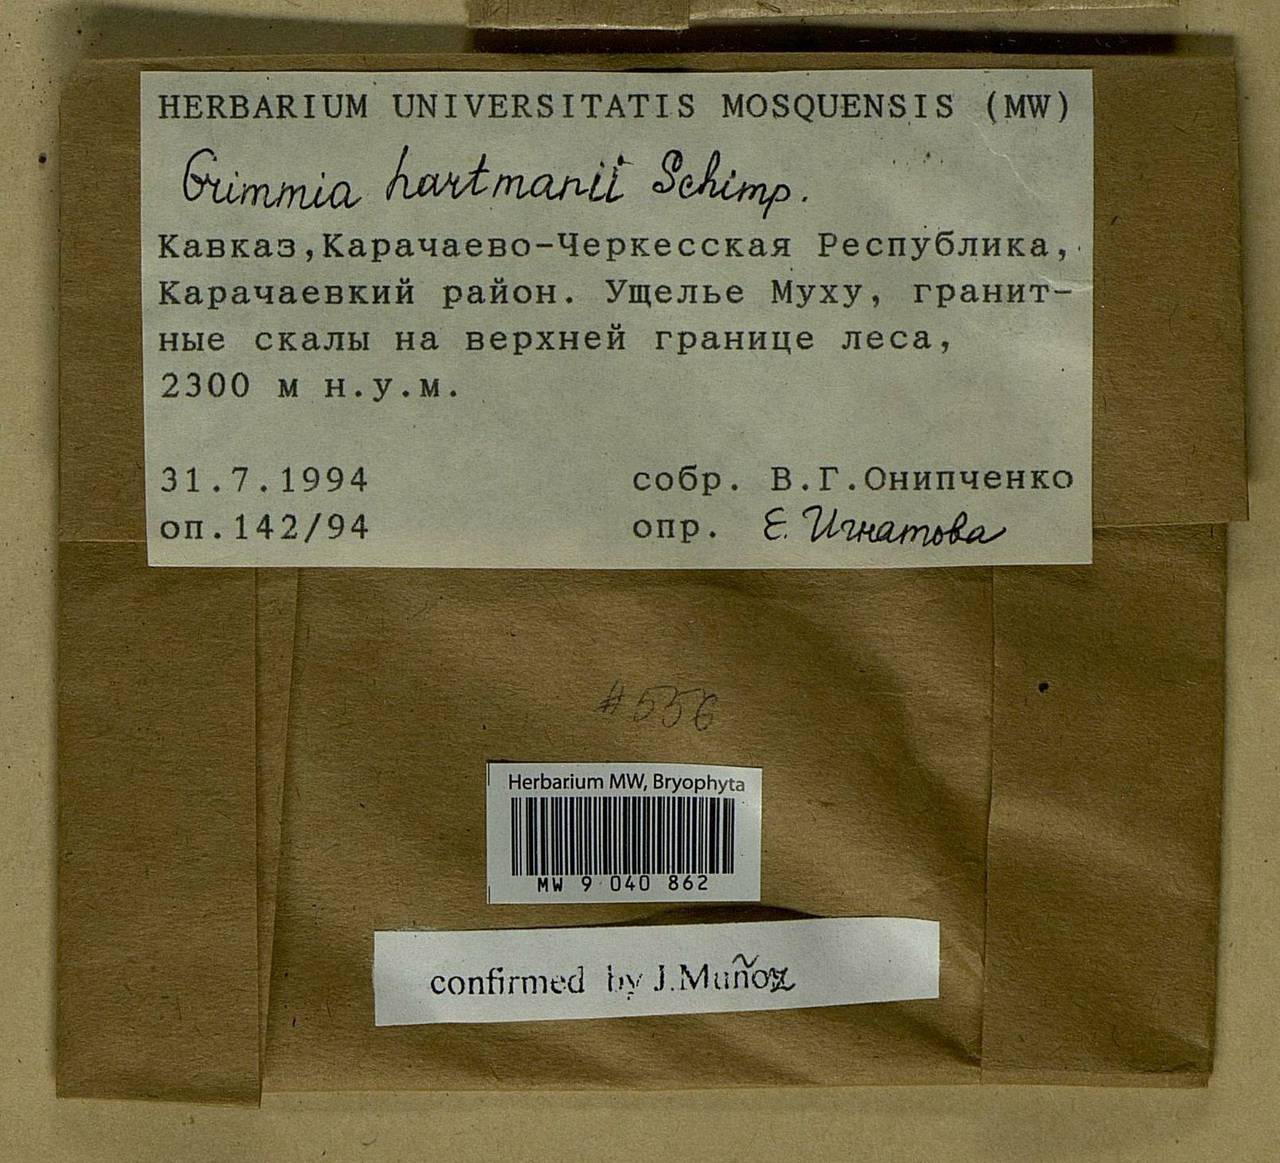 HERBARIUM UNIVERSITATIS MOSQUENSIS (MW)
Grimmia hartmanii Schimp.
Кавказ,Карачаево-Черкесская Республика,
Карачаевкий район. Ущелье Муху, гранит-
ные скалы на верхней границе леса,
2300 м н.у.м.
31.7.1994 собр. В.Г.Онипченко
оп.142/94 опр. Е. Игнатова
#556
Herbarium MW, Bryophyta
MW 9 040 862
confirmed by J.Muñoz